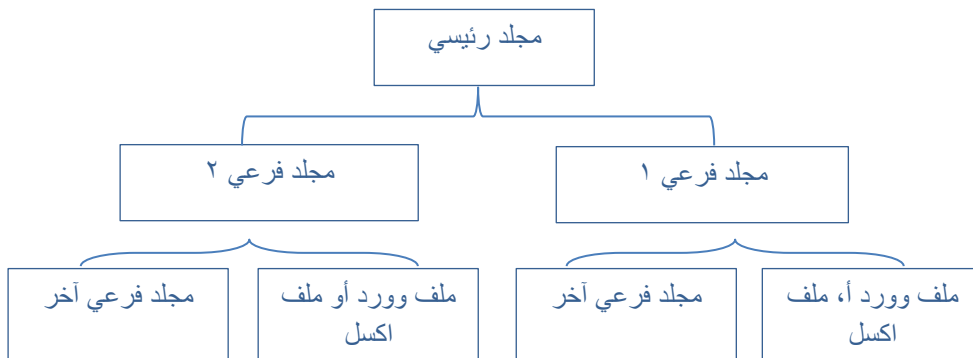 مجلد رئيسي
مجلد فرعي ١
مجلد فرعي ٢
ملف وورد أ، ملف
اكسل
مجلد فرعي آخر
ملف وورد أو ملف
اكسل
مجلد فرعي آخر